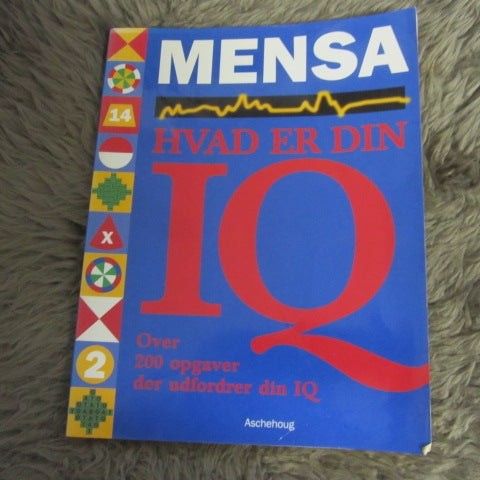 MENSA
HVAD ER DIN
IQ
Over
200 opgaver
der udfordrer din IQ
Aschehoug
14
x
2